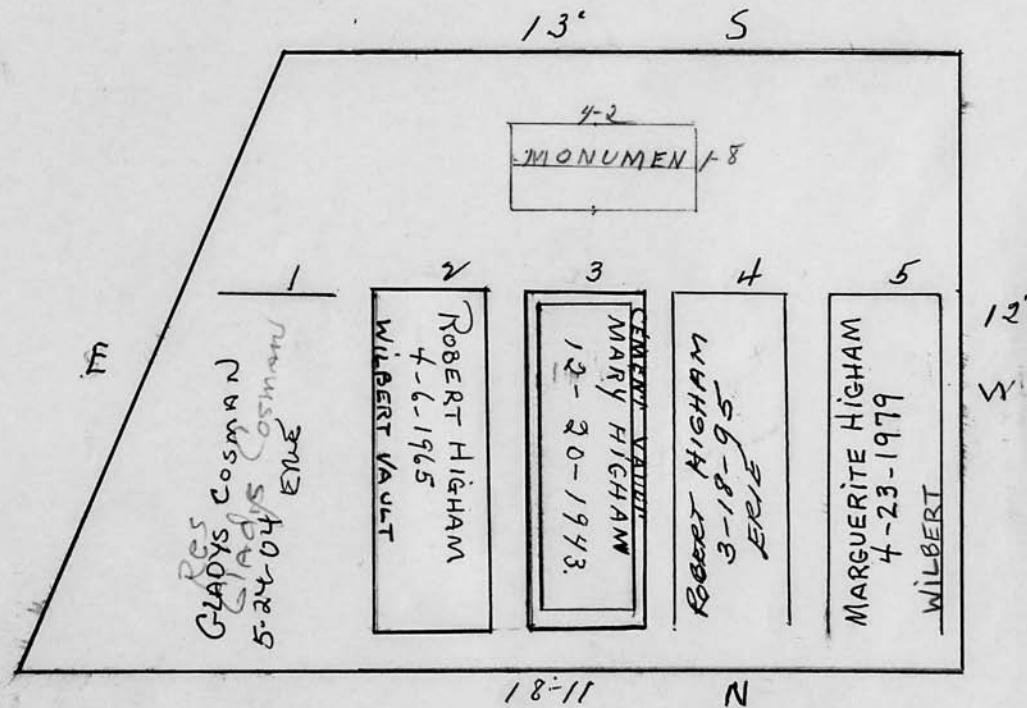 13' S
4-2
MONUMEN 1-8
1
2
3
4
5
E
12'
Res
GLADYS COSMAN
Gladys Cosman
5-24-04 ERIE
ROBERT HIGHAM
4-6-1965
WILBERT VAULT
CEMENT VAULT
MARY HIGHAM
12-20-1943.
ROBERT HIGHAM
3-18-95
ERIE
MARGUERITE HIGHAM
4-23-1979
WILBERT
18-11 N